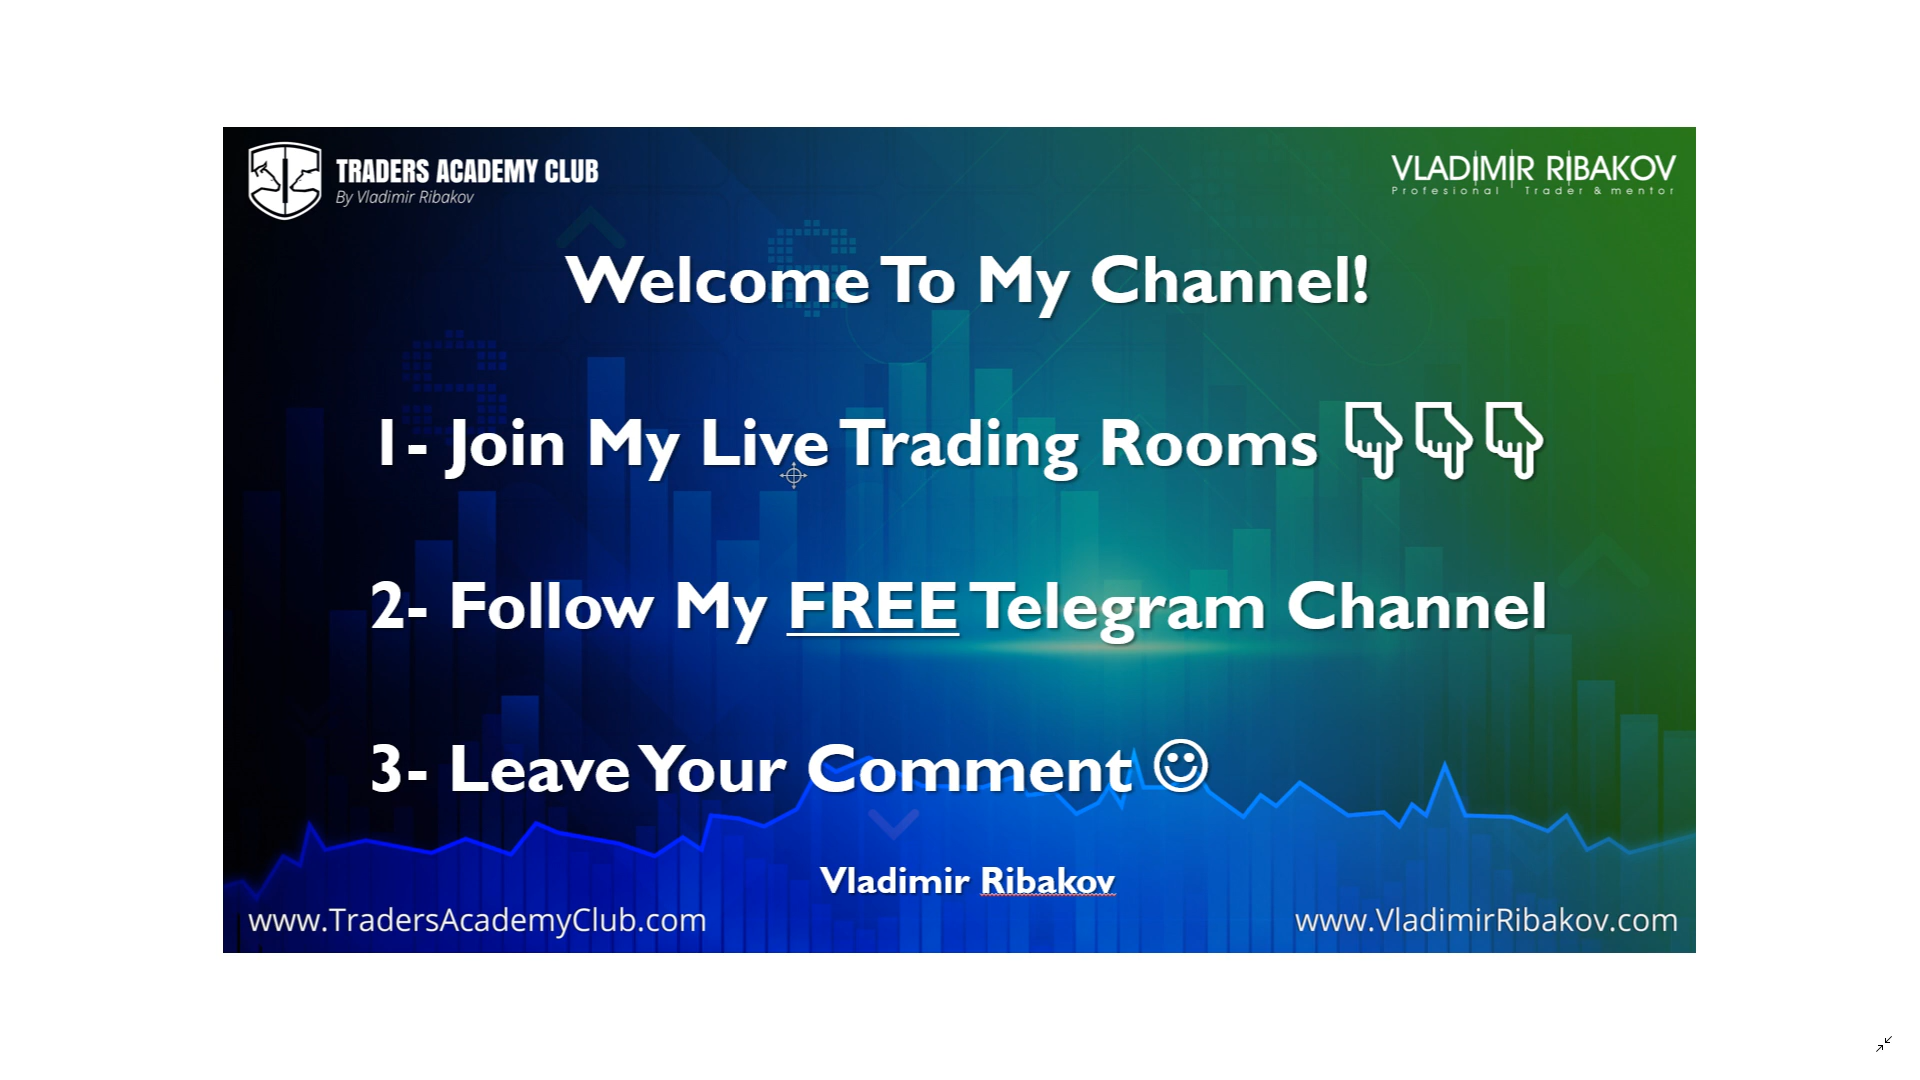 TRADERS ACADEMY CLUB
By Vladimir Ribakov
VLADIMIR RIBAKOV
Profesional Trader & mentor
Welcome To My Channel!
1- Join My Live Trading Rooms 👇👇👇
2- Follow My FREE Telegram Channel
3- Leave Your Comment ☺
Vladimir Ribakov
www.TradersAcademyClub.com
www.VladimirRibakov.com